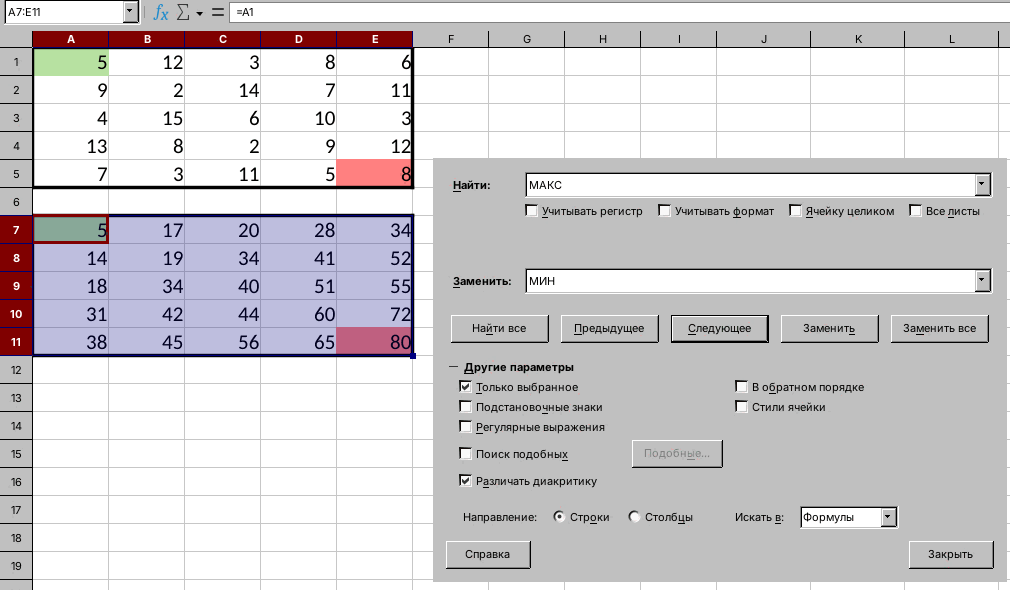 A7:E11 fx Σ = =A1
A B C D E F G H I J K L
1 5 12 3 8 6
2 9 2 14 7 11
3 4 15 6 10 3
4 13 8 2 9 12
5 7 3 11 5 8
6
7 5 17 20 28 34
8 14 19 34 41 52
9 18 34 40 51 55
10 31 42 44 60 72
11 38 45 56 65 80
12
13
14
15
16
17
18
19
Найти: МАКС
Учитывать регистр Учитывать формат Ячейку целиком Все листы
Заменить: МИН
Найти все Предыдущее Следующее Заменить Заменить все
Другие параметры
Только выбранное В обратном порядке
Подстановочные знаки Стили ячейки
Регулярные выражения
Поиск подобных Подобные...
Различать диакритику
Направление: Строки Столбцы Искать в: Формулы
Справка Закрыть